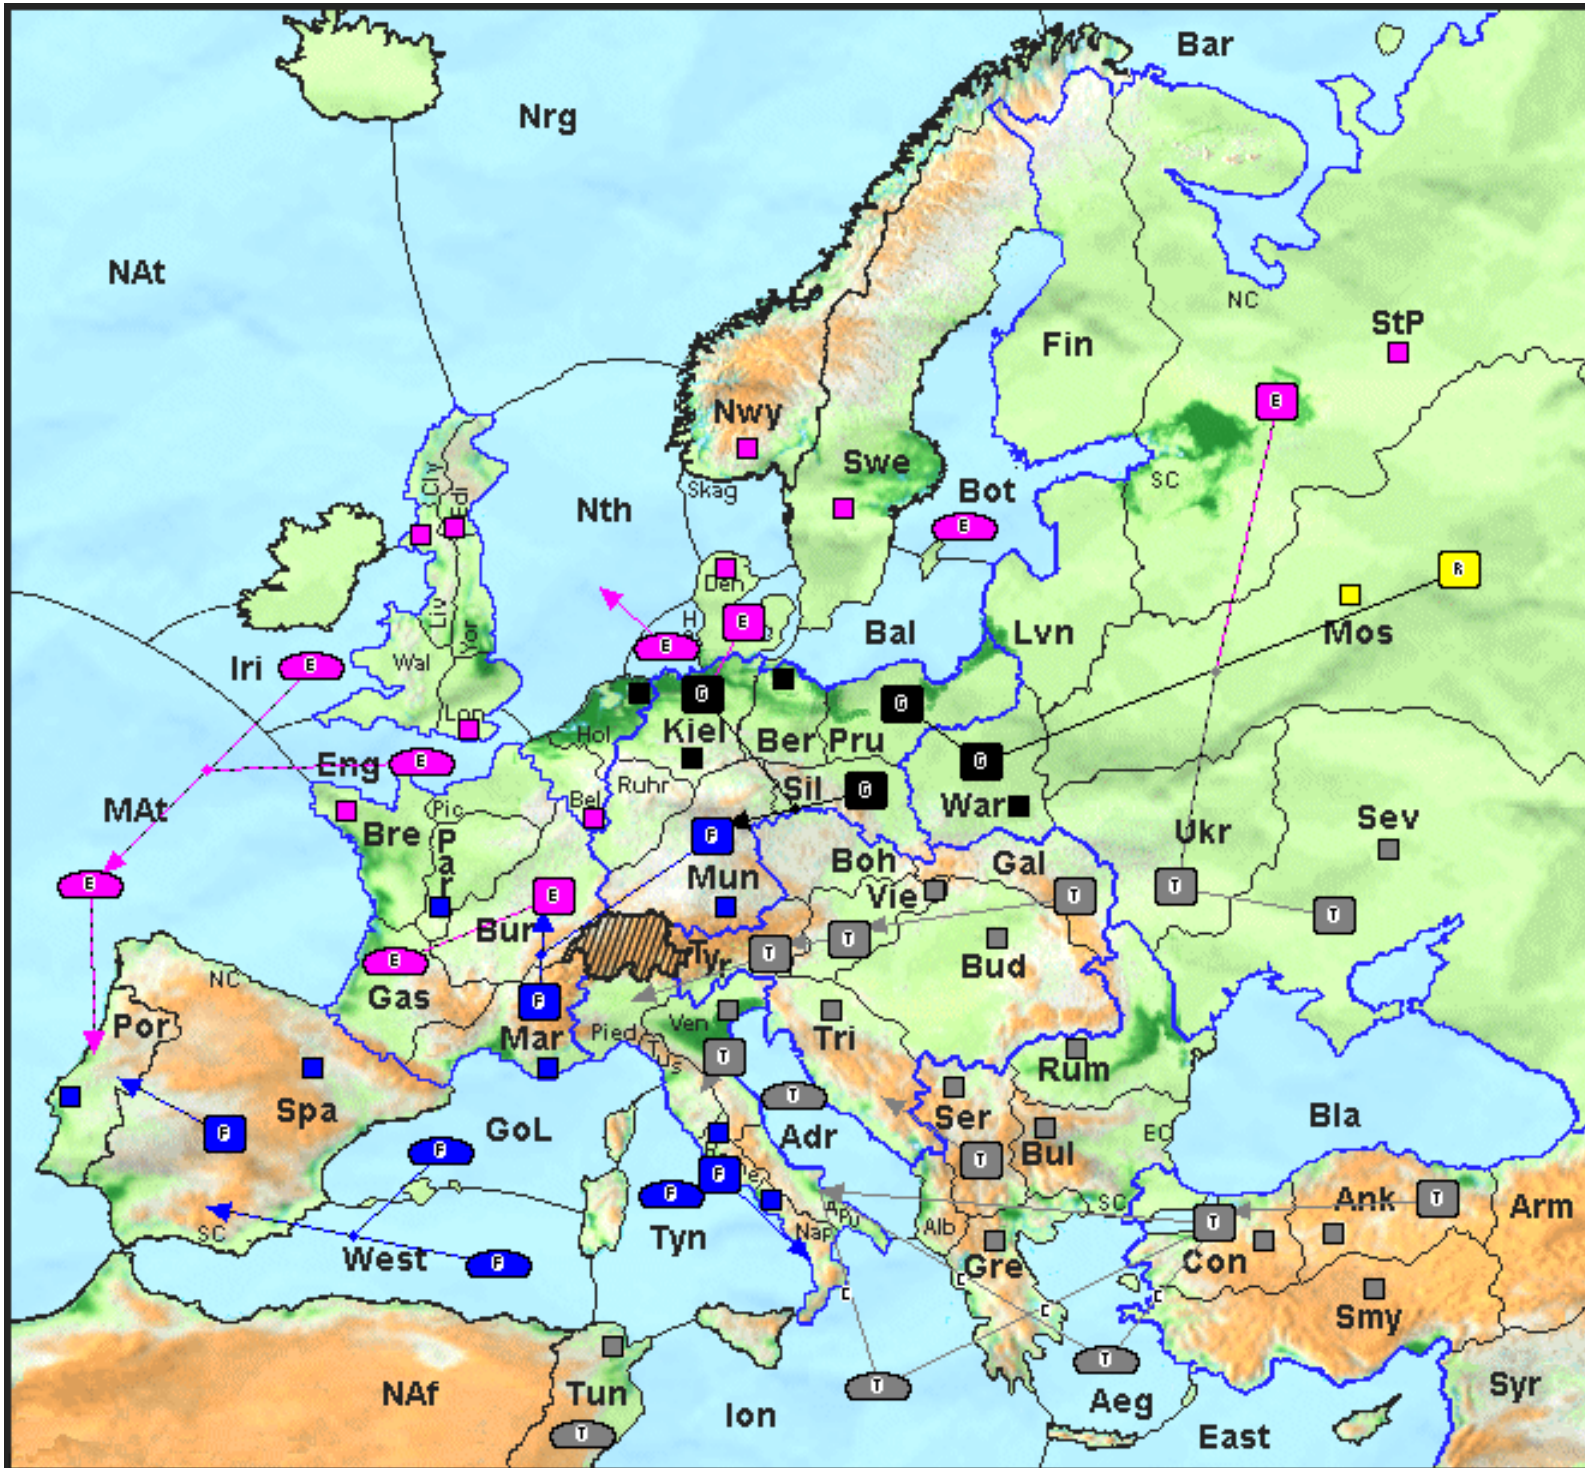 Bar
Nrg
NAt
NC
StP
Fin
Nwy
Swe
E
Cly
Edi
Skag
SC
Bot
Nth
E
R
Den
E
Liv
Yor
H
Bal
Lvn
Mos
Iri
E
Wal
E
G
G
Lon
Hol
Kiel
Ber
Pru
Eng
E
G
Ruhr
Sil
G
War
MAt
Pic
Bel
Bre
Par
F
Ukr
Sev
Boh
Gal
Mun
Vie
E
E
T
T
T
Bur
T
T
Tyr
Bud
E
Gas
NC
F
Por
Mar
Pied
Ven
Tri
Tus
T
Rum
Spa
T
Ser
GoL
Adr
Bla
F
Bul
EC
F
T
F
F
SC
Ank
T
Arm
Apu
Alb
T
SC
West
Tyn
Nap
Gre
Con
F
C
C
C
C
Smy
T
T
NAf
Tun
Aeg
Syr
Ion
T
East